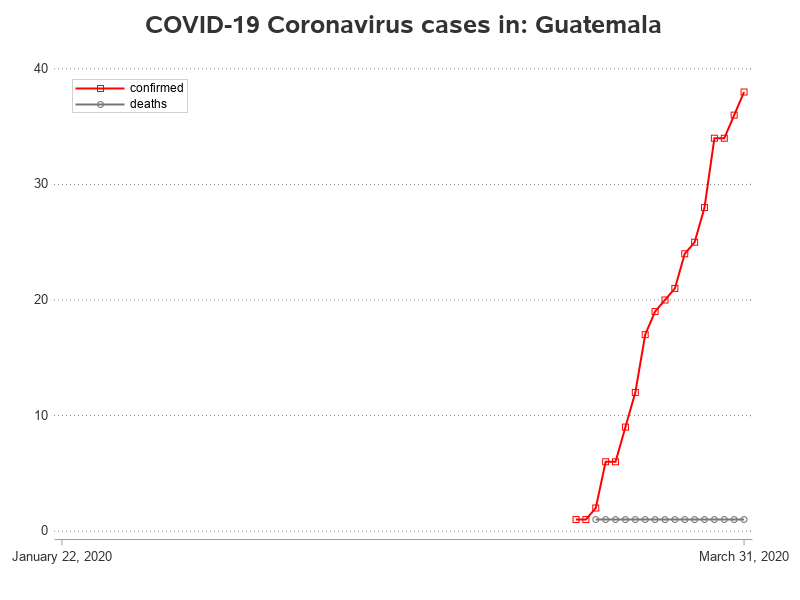 COVID-19 Coronavirus cases in: Guatemala
40
confirmed
deaths
30
20
10
0
January 22, 2020
March 31, 2020